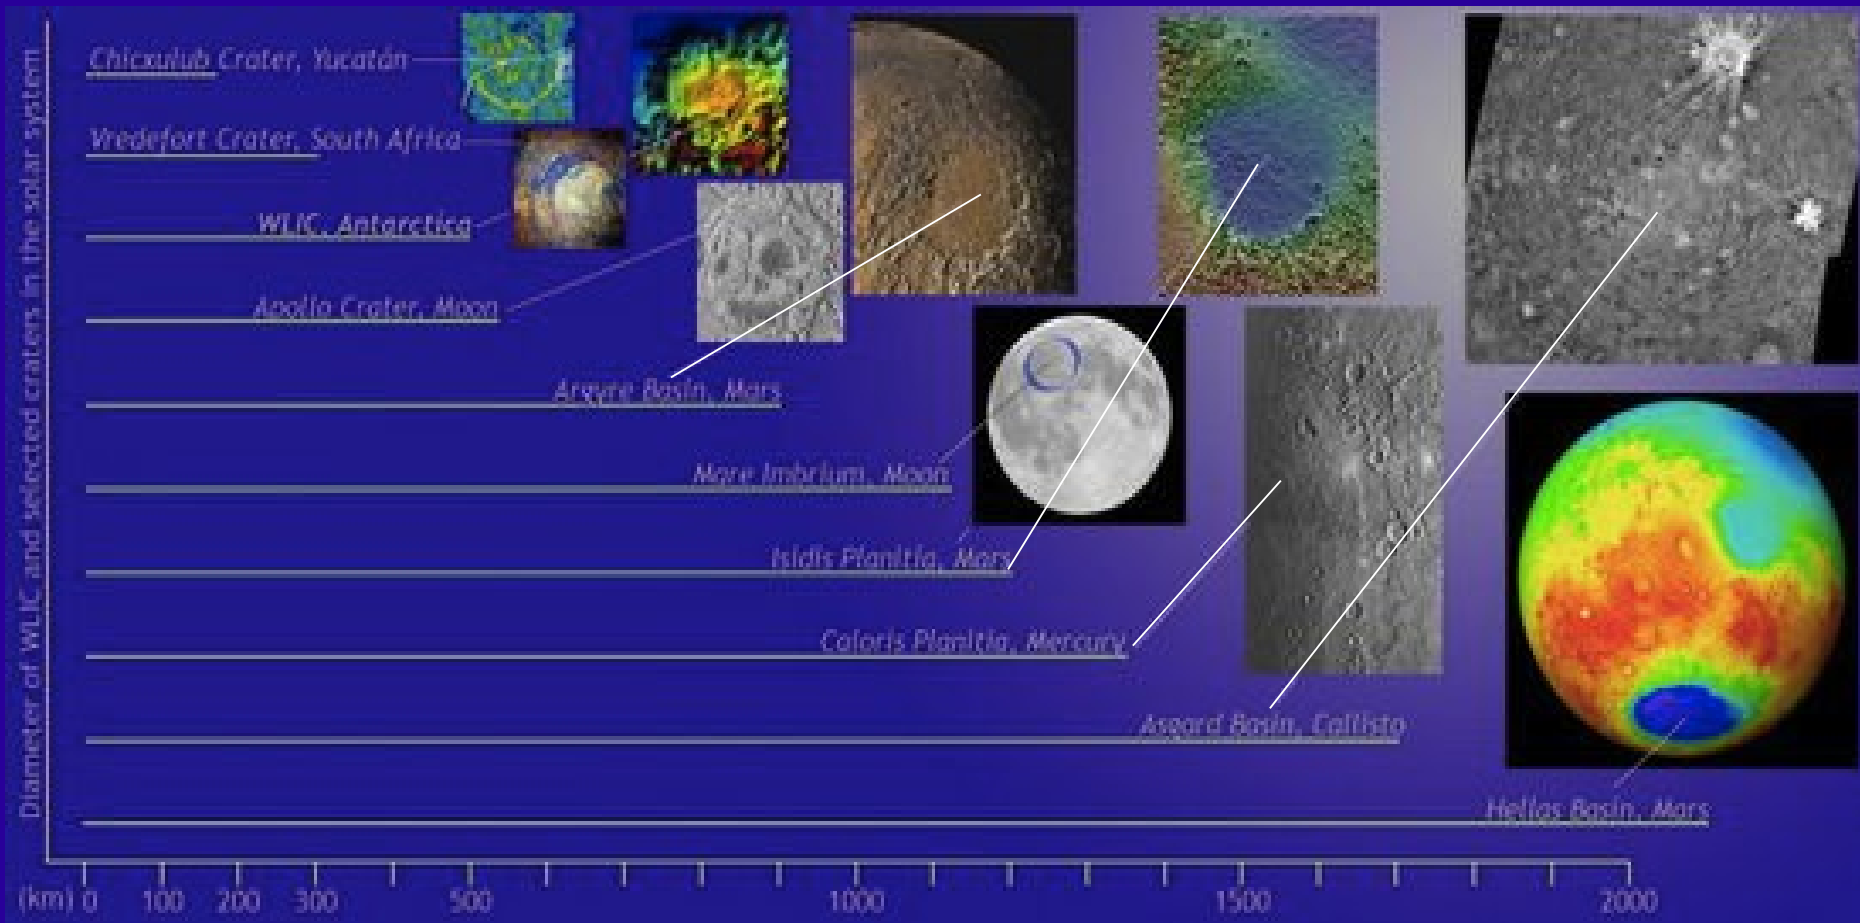 Diameter of WLIC and selected craters in the solar system
Chicxulub Crater, Yucatán
Vredefort Crater, South Africa
WLIC, Antarctica
Apollo Crater, Moon
Argyre Basin, Mars
Mare Imbrium, Moon
Isidis Planitia, Mars
Caloris Planitia, Mercury
Asgard Basin, Callisto
Hellas Basin, Mars
(km) 0 100 200 300 500 1000 1500 2000